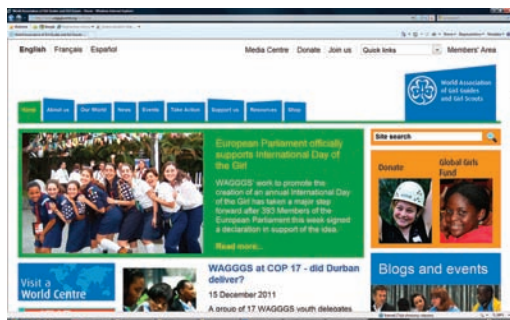 English Français Español
Media Centre Donate Join us Quick links Members' Area
World Association
of Girl Guides
and Girl Scouts
Home About us Our World News Events Take Action Support us Resources Shop
European Parliament officially
supports International Day of
the Girl
WAGGGS' work to promote the
creation of an annual International Day
of the Girl has taken a major step
forward after 393 Members of the
European Parliament this week signed
a declaration in support of the idea.
Read more...
Site search
Donate
Global Girls
Fund
Visit a
World Centre
WAGGGS at COP 17 - did Durban
deliver?
15 December 2011
A group of 17 WAGGGS youth delegates
Blogs and events